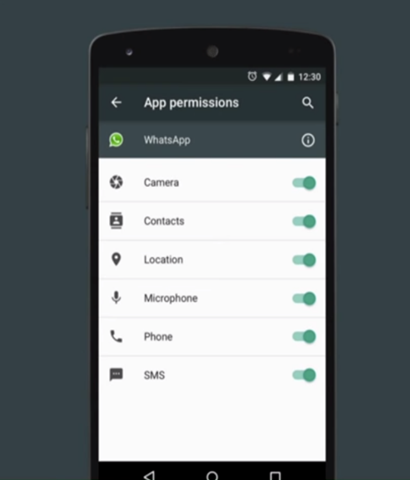 12:30
App permissions
WhatsApp
Camera
Contacts
Location
Microphone
Phone
SMS